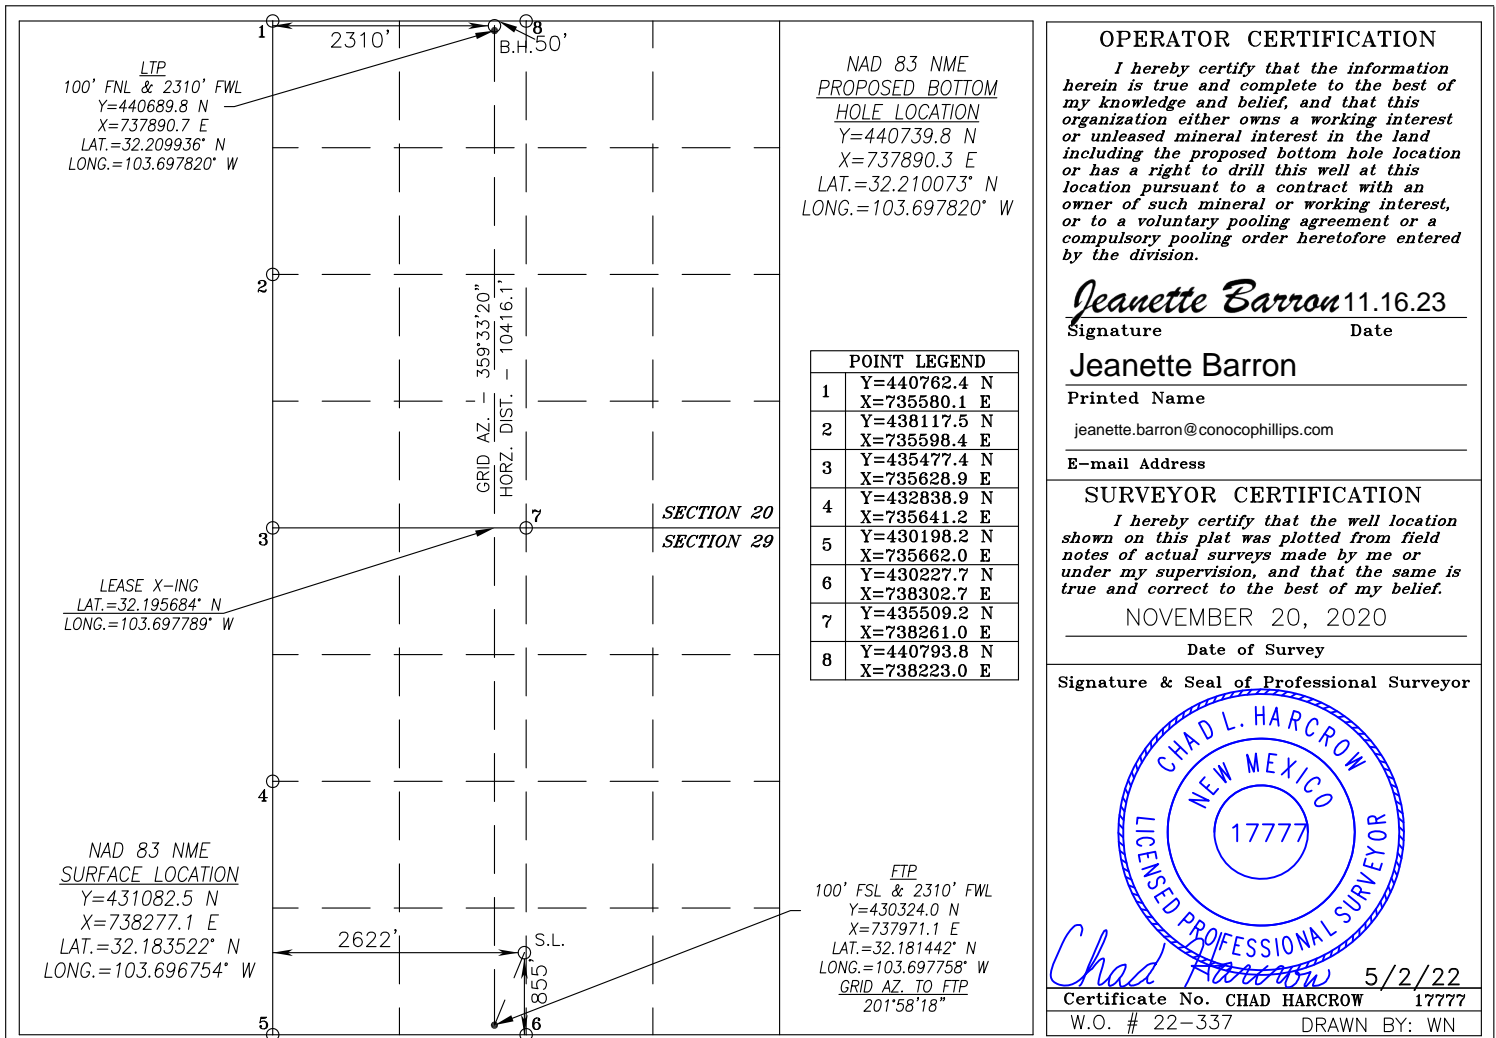 1
2310'
8
B.H.
50'
LTP
100' FNL & 2310' FWL
Y=440689.8 N
X=737890.7 E
LAT.=32.209936° N
LONG.=103.697820° W
NAD 83 NME
PROPOSED BOTTOM
HOLE LOCATION
Y=440739.8 N
X=737890.3 E
LAT.=32.210073° N
LONG.=103.697820° W
2
GRID AZ. - 359°33'20"
HORZ. DIST. - 10416.1'
POINT LEGEND
1 Y=440762.4 N
X=735580.1 E
2 Y=438117.5 N
X=735598.4 E
3 Y=435477.4 N
X=735628.9 E
4 Y=432838.9 N
X=735641.2 E
5 Y=430198.2 N
X=735662.0 E
6 Y=430227.7 N
X=738302.7 E
7 Y=435509.2 N
X=738261.0 E
8 Y=440793.8 N
X=738223.0 E
7
SECTION 20
3
SECTION 29
LEASE X-ING
LAT.=32.195684° N
LONG.=103.697789° W
4
NAD 83 NME
SURFACE LOCATION
Y=431082.5 N
X=738277.1 E
LAT.=32.183522° N
LONG.=103.696754° W
2622'
S.L.
855'
5
6
FTP
100' FSL & 2310' FWL
Y=430324.0 N
X=737971.1 E
LAT.=32.181442° N
LONG.=103.697758° W
GRID AZ. TO FTP
201°58'18"
OPERATOR CERTIFICATION
I hereby certify that the information
herein is true and complete to the best of
my knowledge and belief, and that this
organization either owns a working interest
or unleased mineral interest in the land
including the proposed bottom hole location
or has a right to drill this well at this
location pursuant to a contract with an
owner of such mineral or working interest,
or to a voluntary pooling agreement or a
compulsory pooling order heretofore entered
by the division.
Jeanette Barron 11.16.23
Signature Date
Jeanette Barron
Printed Name
jeanette.barron@conocophillips.com
E-mail Address
SURVEYOR CERTIFICATION
I hereby certify that the well location
shown on this plat was plotted from field
notes of actual surveys made by me or
under my supervision, and that the same is
true and correct to the best of my belief.
NOVEMBER 20, 2020
Date of Survey
Signature & Seal of Professional Surveyor
CHAD L. HARCROW
NEW MEXICO
17777
LICENSED PROFESSIONAL SURVEYOR
Chad Harcrow 5/2/22
Certificate No. CHAD HARCROW 17777
W.O. # 22-337 DRAWN BY: WN